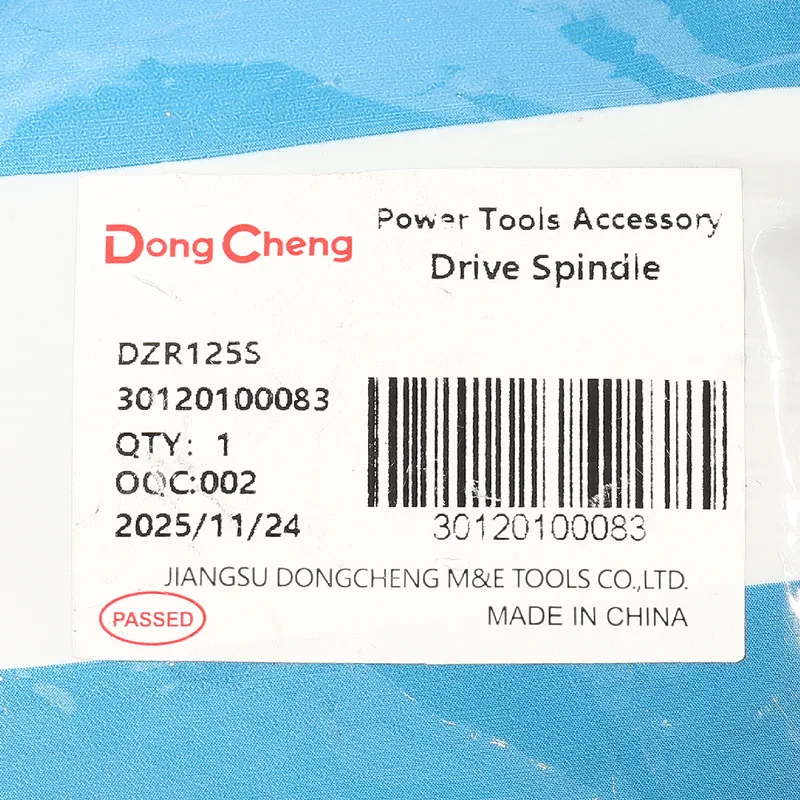 Dong Cheng
Power Tools Accessory
Drive Spindle
DZR125S
30120100083
QTY: 1
OQC:002
2025/11/24
30120100083
JIANGSU DONGCHENG M&E TOOLS CO.,LTD.
PASSED
MADE IN CHINA